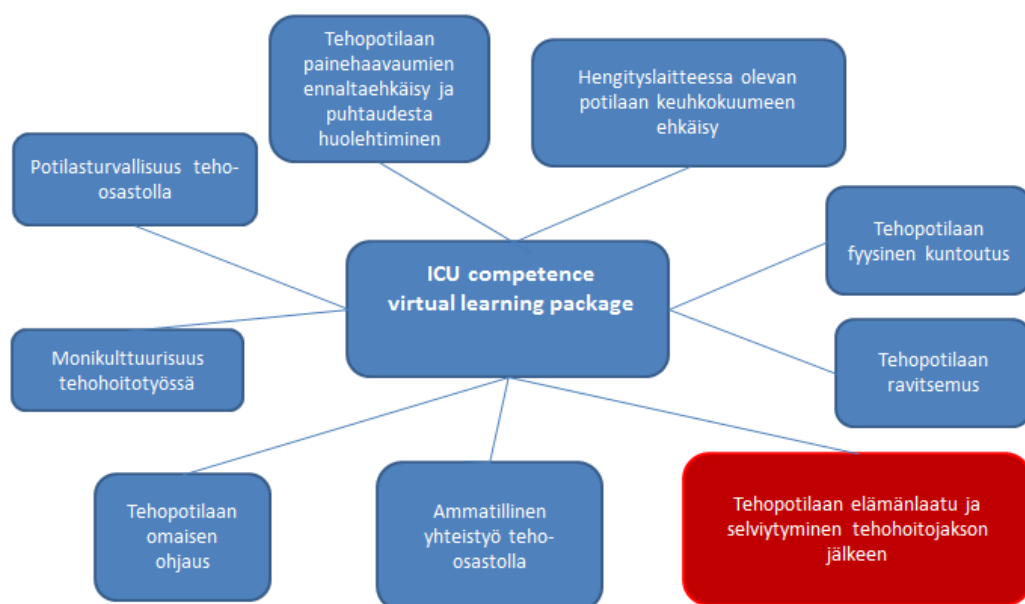 Tehopotilaan
painehaavaumien
ennaltaehkäisy ja
puhtaudesta
huolehtiminen
Hengityslaitteessa olevan
potilaan keuhkokuumeen
ehkäisy
Potilasturvallisuus teho-
osastolla
Tehopotilaan
fyysinen kuntoutus
ICU competence
virtual learning package
Monikulttuurisuus
tehohoitotyössä
Tehopotilaan
ravitsemus
Tehopotilaan
omaisen
ohjaus
Ammatillinen
yhteistyö teho-
osastolla
Tehopotilaan elämänlaatu ja
selviytyminen tehohoitojakson
jälkeen